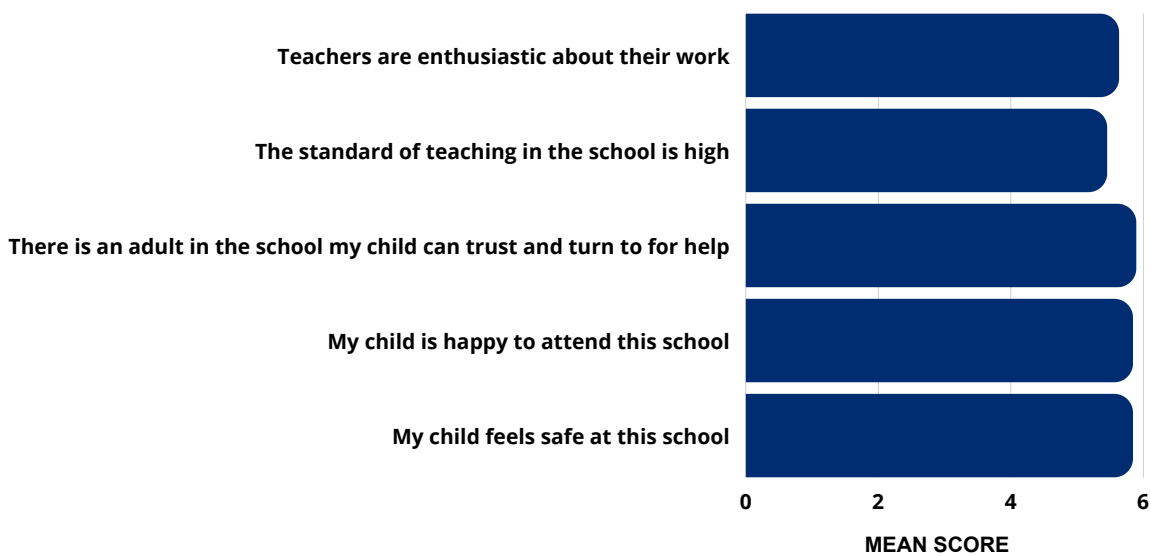 Teachers are enthusiastic about their work
The standard of teaching in the school is high
There is an adult in the school my child can trust and turn to for help
My child is happy to attend this school
My child feels safe at this school
0 2 4 6
MEAN SCORE